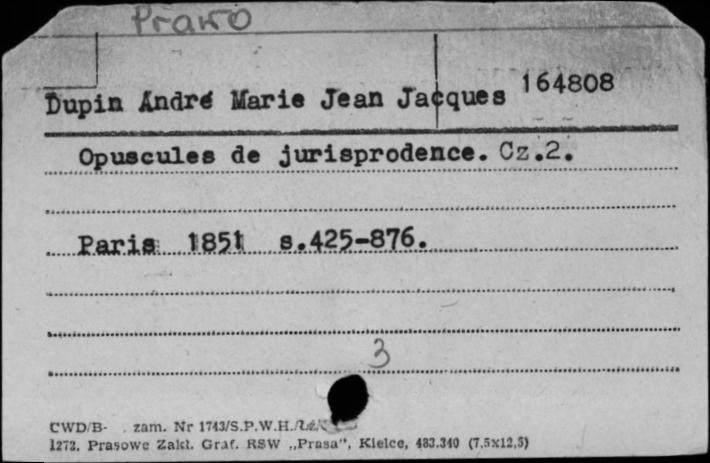 Prawo
164808
Dupin André Marie Jean Jacques
Opuscules de jurisprodence. Cz.2.
Paris 1851 s.425-876.
3
CWD/B- . zam. Nr 1743/S.P.W.H./
1272. Prasowe Zakł. Graf. RSW „Prasa", Kielce, 483.340 (7,5x12,5)